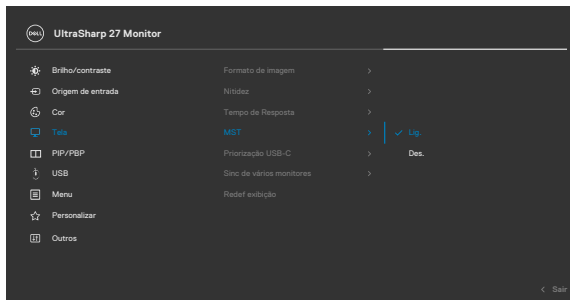 DELL UltraSharp 27 Monitor
Brilho/contraste Formato de imagem >
Origem de entrada Nitidez >
Cor Tempo de Resposta >
Tela MST > ✓ Lig.
PIP/PBP Priorização USB-C > Des.
USB Sinc de vários monitores >
Menu Redef exibição
Personalizar
Outros
< Sair